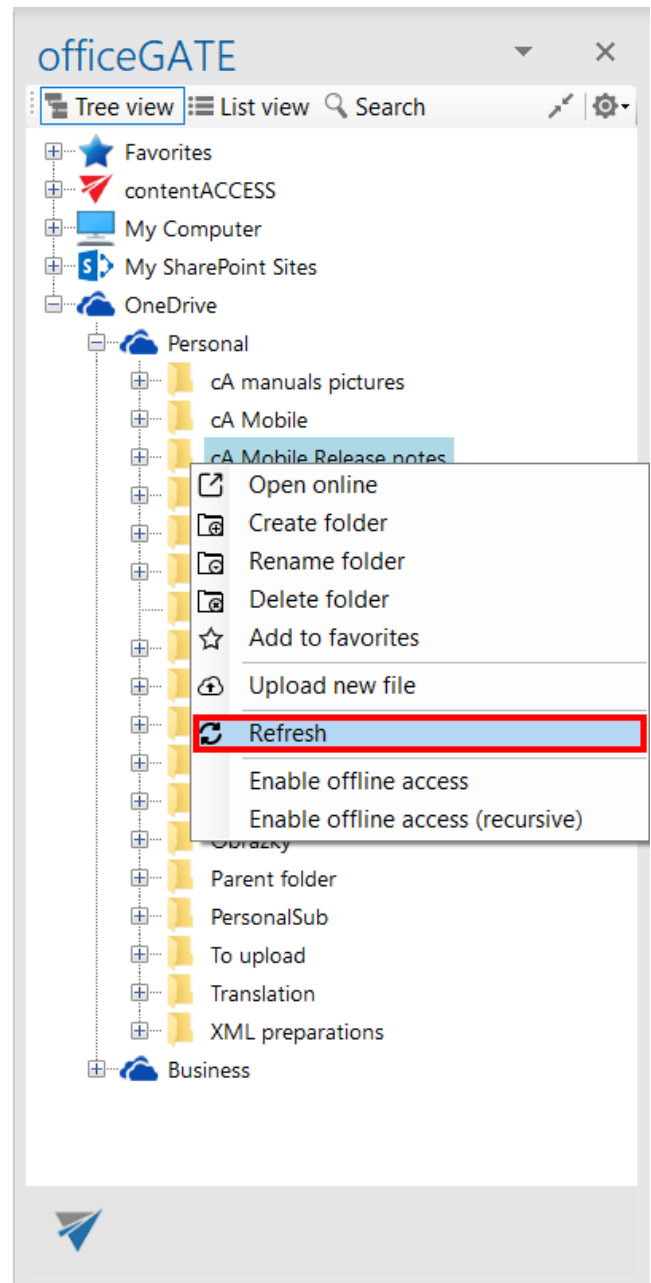 officeGATE
Tree view List view Search
Favorites
contentACCESS
My Computer
My SharePoint Sites
OneDrive
Personal
cA manuals pictures
cA Mobile
cA Mobile Release notes
Open online
Create folder
Rename folder
Delete folder
Add to favorites
Upload new file
Refresh
Enable offline access
Enable offline access (recursive)
Obrázky
Parent folder
PersonalSub
To upload
Translation
XML preparations
Business